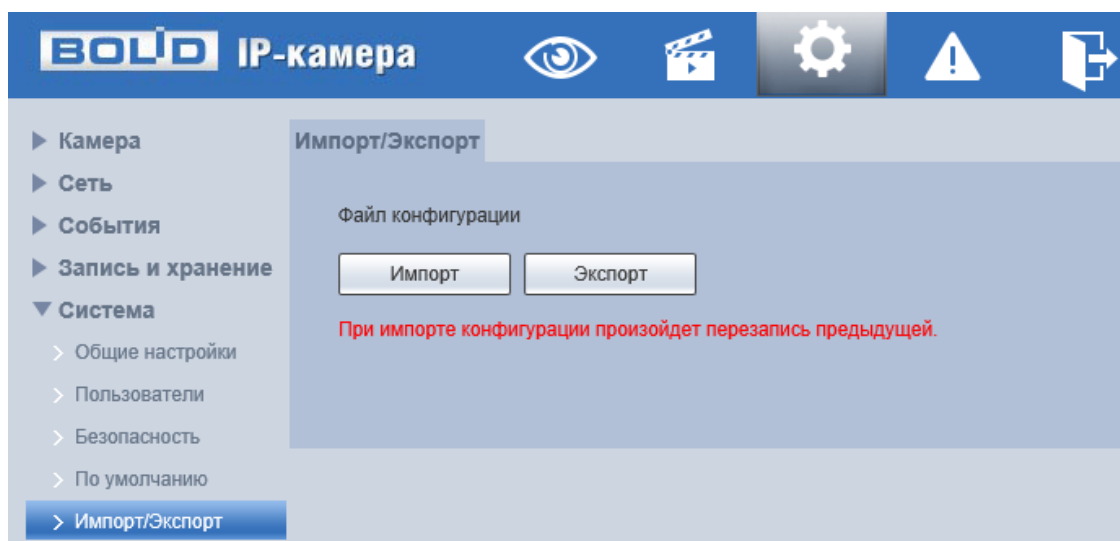 BOLID IP-камера
Камера
Сеть
События
Запись и хранение
Система
Общие настройки
Пользователи
Безопасность
По умолчанию
Импорт/Экспорт
Импорт/Экспорт
Файл конфигурации
Импорт Экспорт
При импорте конфигурации произойдет перезапись предыдущей.